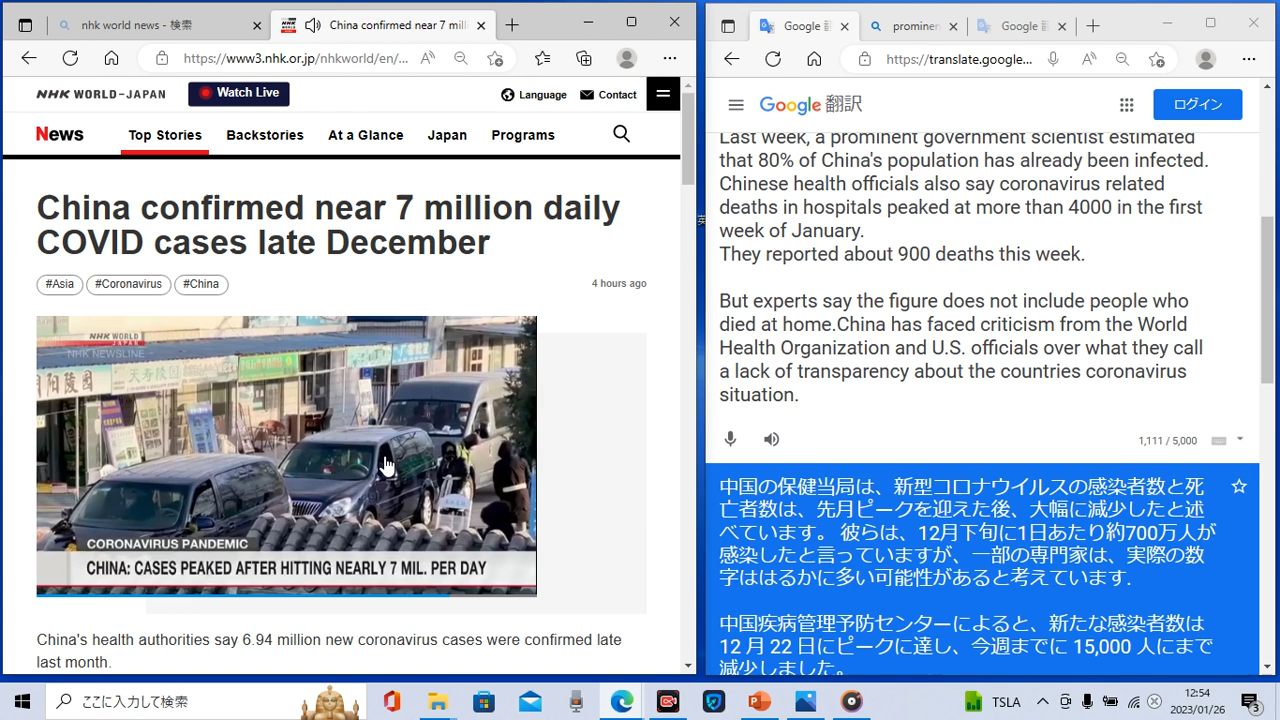 nhk world news - 検索
China confirmed near 7 mill
https://www3.nhk.or.jp/nhkworld/en/...
NHK WORLD-JAPAN
Watch Live
Language
Contact
News
Top Stories
Backstories
At a Glance
Japan
Programs
China confirmed near 7 million daily
COVID cases late December
#Asia
#Coronavirus
#China
4 hours ago
NHK WORLD
JAPAN
NHK NEWSLINE
天寿陵园
CORONAVIRUS PANDEMIC
CHINA: CASES PEAKED AFTER HITTING NEARLY 7 MIL. PER DAY
China's health authorities say 6.94 million new coronavirus cases were confirmed late
last month.
Google 翻
prominen
Google 翻
https://translate.google...
Google 翻訳
ログイン
Last week, a prominent government scientist estimated
that 80% of China's population has already been infected.
Chinese health officials also say coronavirus related
deaths in hospitals peaked at more than 4000 in the first
week of January.
They reported about 900 deaths this week.
But experts say the figure does not include people who
died at home.China has faced criticism from the World
Health Organization and U.S. officials over what they call
a lack of transparency about the countries coronavirus
situation.
1,111 / 5,000
中国の保健当局は、新型コロナウイルスの感染者数と死
亡者数は、先月ピークを迎えた後、大幅に減少したと述
べています。 彼らは、12月下旬に1日あたり約700万人が
感染したと言っていますが、一部の専門家は、実際の数
字ははるかに多い可能性があると考えています.
中国疾病管理予防センターによると、新たな感染者数は
12 月 22 日にピークに達し、今週までに 15,000 人にまで
減少しました。
ここに入力して検索
TSLA
2:54
2023/01/26
3